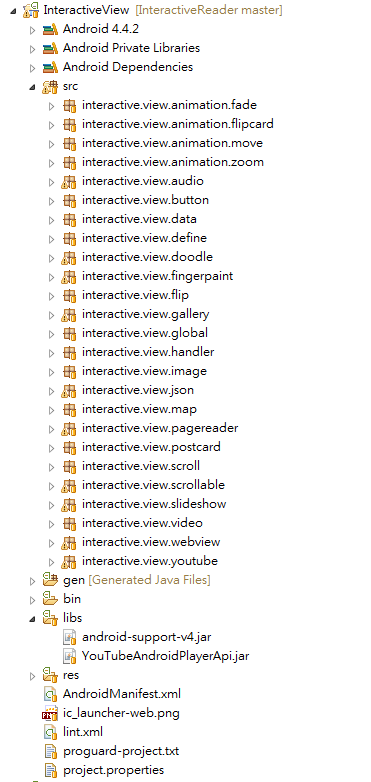 InteractiveView [InteractiveReader master]
Android 4.4.2
Android Private Libraries
Android Dependencies
src
interactive.view.animation.fade
interactive.view.animation.flipcard
interactive.view.animation.move
interactive.view.animation.zoom
interactive.view.audio
interactive.view.button
interactive.view.data
interactive.view.define
interactive.view.doodle
interactive.view.fingerpaint
interactive.view.flip
interactive.view.gallery
interactive.view.global
interactive.view.handler
interactive.view.image
interactive.view.json
interactive.view.map
interactive.view.pagereader
interactive.view.postcard
interactive.view.scroll
interactive.view.scrollable
interactive.view.slideshow
interactive.view.video
interactive.view.webview
interactive.view.youtube
gen [Generated Java Files]
bin
libs
android-support-v4.jar
YouTubeAndroidPlayerApi.jar
res
AndroidManifest.xml
ic_launcher-web.png
lint.xml
proguard-project.txt
project.properties